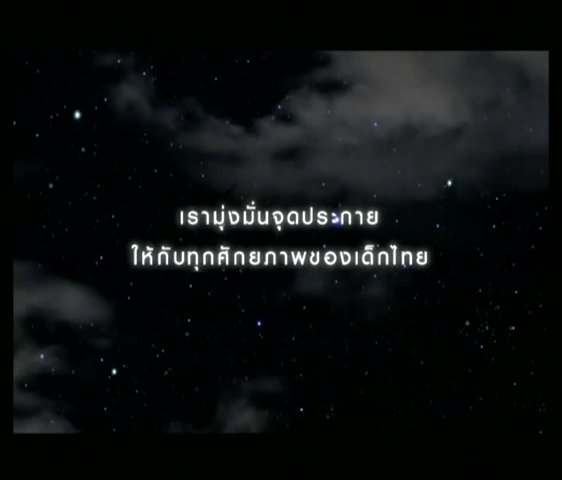 เรามุ่งมั่นจุดประกาย
ให้กับทุกศักยภาพของเด็กไทย